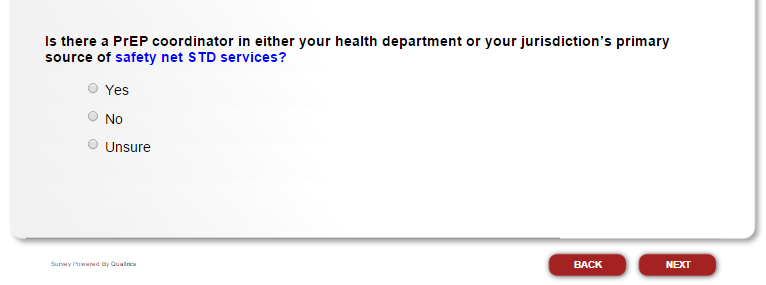 Is there a PrEP coordinator in either your health department or your jurisdiction's primary
source of safety net STD services?
Yes
No
Unsure
Survey Powered By Qualtrics
BACK
NEXT